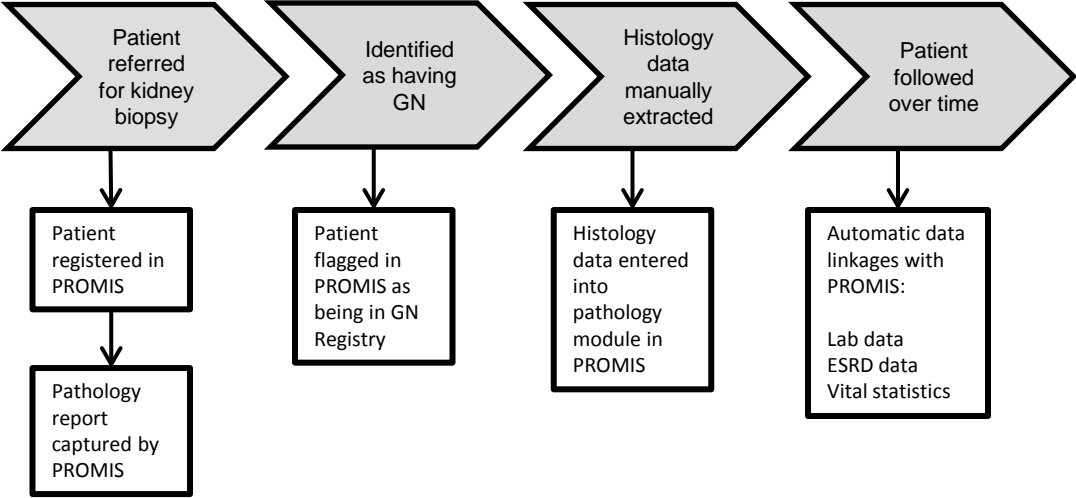 Patient
referred
for kidney
biopsy
Identified
as having
GN
Histology
data
manually
extracted
Patient
followed
over time
Patient
registered in
PROMIS
Pathology
report
captured by
PROMIS
Patient
flagged in
PROMIS as
being in GN
Registry
Histology
data entered
into
pathology
module in
PROMIS
Automatic data
linkages with
PROMIS:
Lab data
ESRD data
Vital statistics